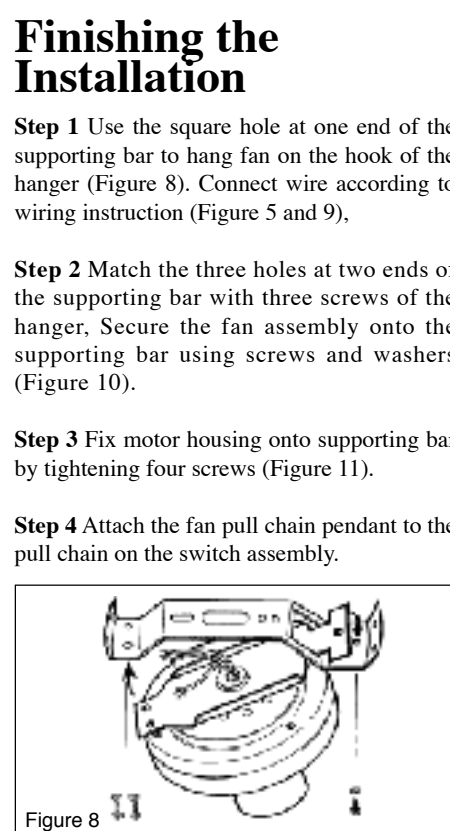 Finishing the
Installation
Step 1 Use the square hole at one end of the
supporting bar to hang fan on the hook of the
hanger (Figure 8). Connect wire according to
wiring instruction (Figure 5 and 9),
Step 2 Match the three holes at two ends of
the supporting bar with three screws of the
hanger, Secure the fan assembly onto the
supporting bar using screws and washers
(Figure 10).
Step 3 Fix motor housing onto supporting bar
by tightening four screws (Figure 11).
Step 4 Attach the fan pull chain pendant to the
pull chain on the switch assembly.
Figure 8